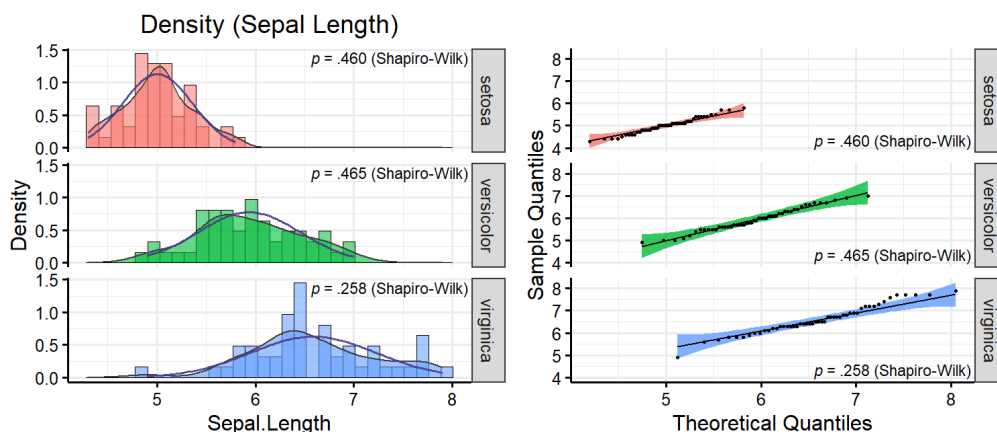 Density (Sepal Length)
Density
1.5
1.0
0.5
0.0
p = .460 (Shapiro-Wilk)
setosa
1.5
1.0
0.5
0.0
p = .465 (Shapiro-Wilk)
versicolor
1.5
1.0
0.5
0.0
p = .258 (Shapiro-Wilk)
virginica
5 6 7 8
Sepal.Length
Sample Quantiles
8
7
6
5
4
p = .460 (Shapiro-Wilk)
setosa
8
7
6
5
4
p = .465 (Shapiro-Wilk)
versicolor
8
7
6
5
4
p = .258 (Shapiro-Wilk)
virginica
5 6 7 8
Theoretical Quantiles